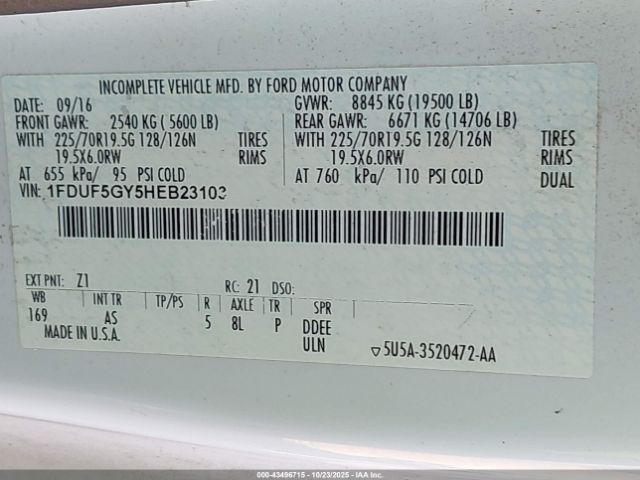 INCOMPLETE VEHICLE MFD. BY FORD MOTOR COMPANY
DATE: 09/16 GVWR: 8845 KG (19500 LB)
FRONT GAWR: 2540 KG ( 5600 LB) REAR GAWR: 6671 KG (14706 LB)
WITH 225/70R19.5G 128/126N TIRES WITH 225/70R19.5G 128/126N TIRES
19.5X6.0RW RIMS 19.5X6.0RW RIMS
AT 655 kPa/ 95 PSI COLD AT 760 kPa/ 110 PSI COLD DUAL
VIN: 1FDUF5GY5HEB23103
EXT PNT: Z1 RC: 21 DSO:
WB INT TR TP/PS R AXLE TR SPR
169 AS 5 8L P DDEE
MADE IN U.S.A. ULN ▽5U5A-3520472-AA
000-43496715 - 10/23/2025 - IAA Inc.